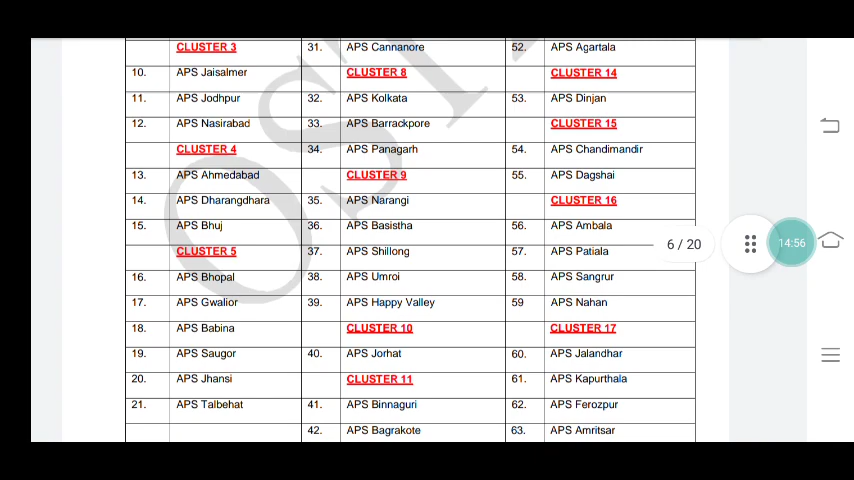 CLUSTER 3 31. APS Cannanore 52. APS Agartala
10. APS Jaisalmer CLUSTER 8 CLUSTER 14
11. APS Jodhpur 32. APS Kolkata 53. APS Dinjan
12. APS Nasirabad 33. APS Barrackpore CLUSTER 15
CLUSTER 4 34. APS Panagarh 54. APS Chandimandir
13. APS Ahmedabad CLUSTER 9 55. APS Dagshai
14. APS Dharangdhara 35. APS Narangi CLUSTER 16
15. APS Bhuj 36. APS Basistha 56. APS Ambala
CLUSTER 5 37. APS Shillong 57. APS Patiala
16. APS Bhopal 38. APS Umroi 58. APS Sangrur
17. APS Gwalior 39. APS Happy Valley 59 APS Nahan
18. APS Babina CLUSTER 10 CLUSTER 17
19. APS Saugor 40. APS Jorhat 60. APS Jalandhar
20. APS Jhansi CLUSTER 11 61. APS Kapurthala
21. APS Talbehat 41. APS Binnaguri 62. APS Ferozpur
42. APS Bagrakote 63. APS Amritsar
6 / 20
14:56